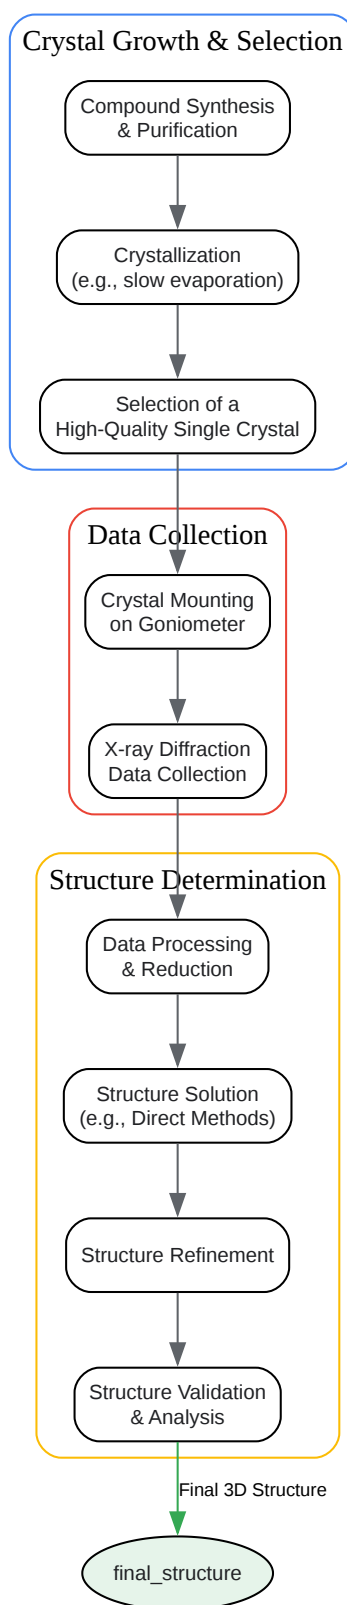 Crystal Growth & Selection
Compound Synthesis
& Purification
Crystallization
(e.g., slow evaporation)
Selection of a
High-Quality Single Crystal
Data Collection
Crystal Mounting
on Goniometer
X-ray Diffraction
Data Collection
Structure Determination
Data Processing
& Reduction
Structure Solution
(e.g., Direct Methods)
Structure Refinement
Structure Validation
& Analysis
Final 3D Structure
final_structure